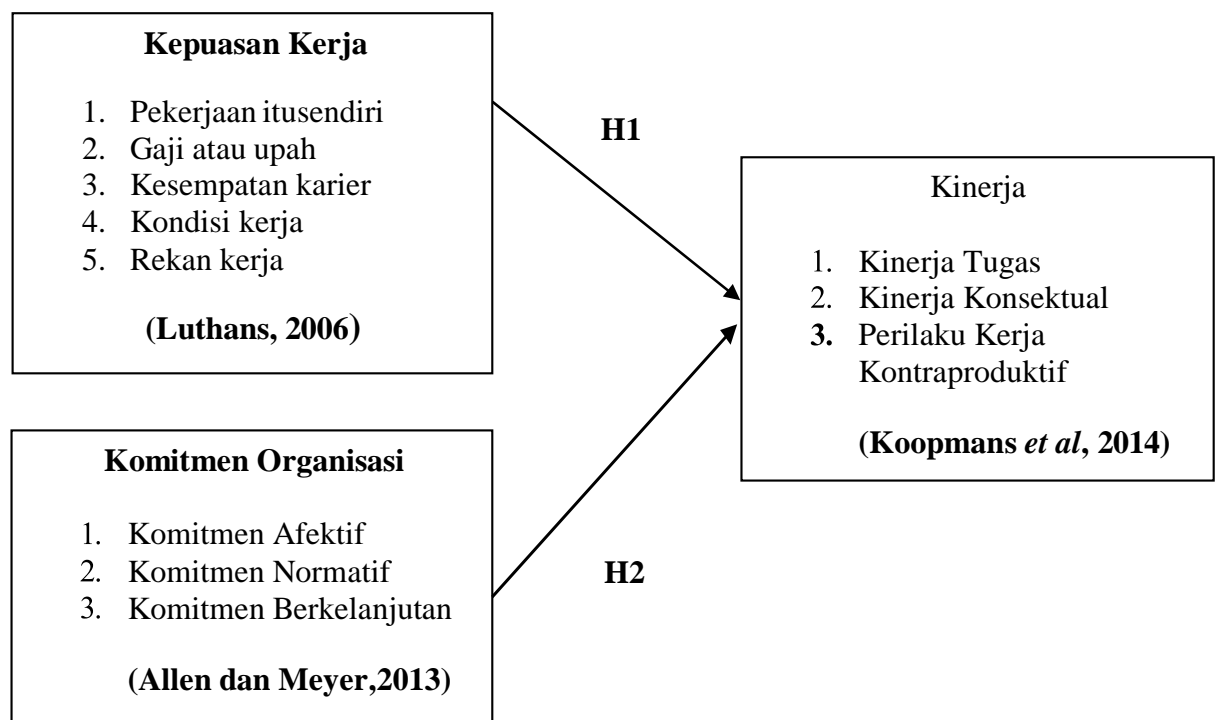 Kepuasan Kerja
1. Pekerjaan itusendiri
2. Gaji atau upah
3. Kesempatan karier
4. Kondisi kerja
5. Rekan kerja
(Luthans, 2006)
H1
Kinerja
1. Kinerja Tugas
2. Kinerja Konsektual
3. Perilaku Kerja
Kontraproduktif
(Koopmans et al, 2014)
Komitmen Organisasi
1. Komitmen Afektif
2. Komitmen Normatif
3. Komitmen Berkelanjutan
(Allen dan Meyer,2013)
H2